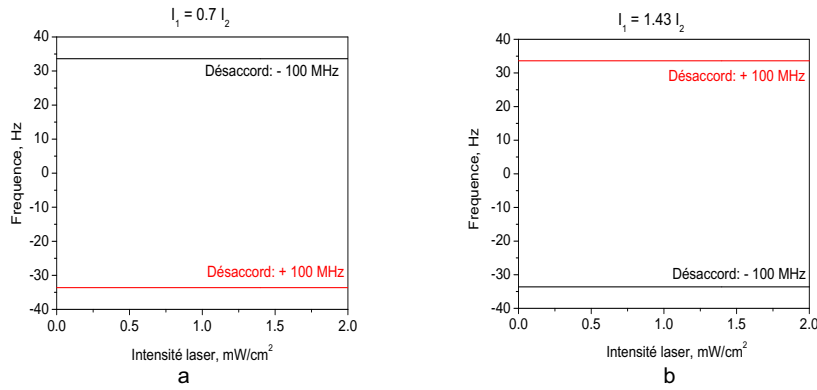 I₁ = 0.7 I₂
40
30
20
10
0
-10
-20
-30
-40
Frequence, Hz
Désaccord: - 100 MHz
Désaccord: + 100 MHz
0.0 0.5 1.0 1.5 2.0
Intensité laser, mW/cm²
a
I₁ = 1.43 I₂
40
30
20
10
0
-10
-20
-30
-40
Frequence, Hz
Désaccord: + 100 MHz
Désaccord: - 100 MHz
0.0 0.5 1.0 1.5 2.0
Intensité laser, mW/cm²
b